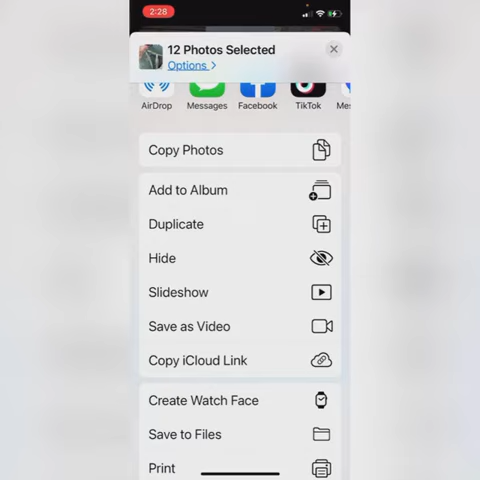 2:28
12 Photos Selected
Options >
AirDrop
Messages
Facebook
TikTok
Me
Copy Photos
Add to Album
Duplicate
Hide
Slideshow
Save as Video
Copy iCloud Link
Create Watch Face
Save to Files
Print